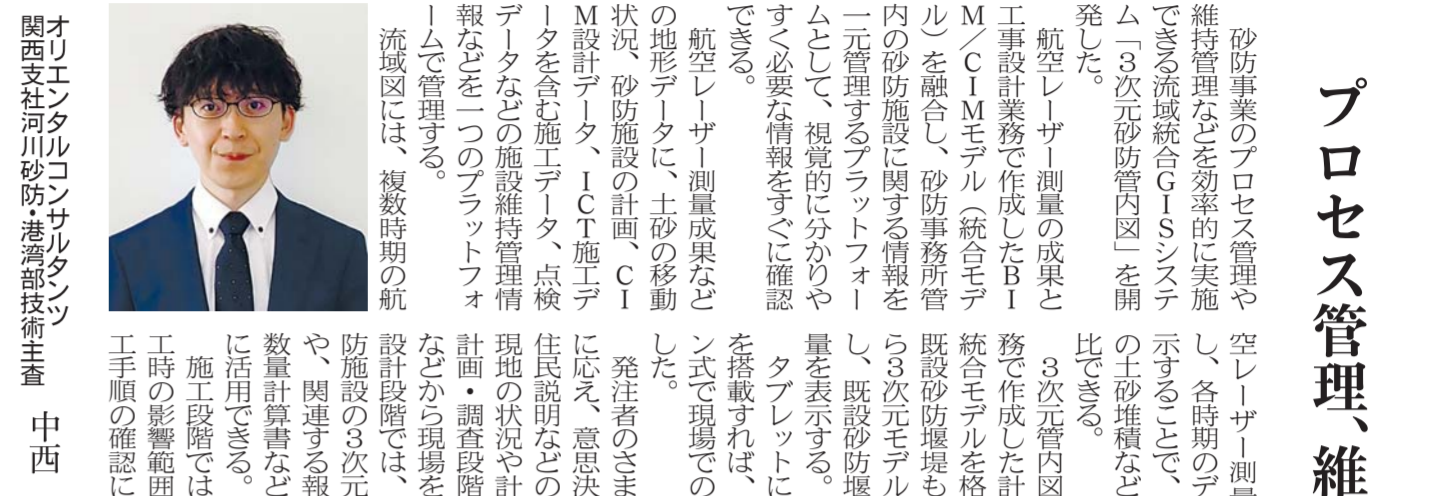 プロセス管理、維
砂防事業のプロセス管理や
維持管理などを効率的に実施
できる流域統合GISシステ
ム「3次元砂防管内図」を開
発した。
航空レーザー測量の成果と
工事設計業務で作成したBI
M/CIMモデル(統合モデ
ル)を融合し、砂防事務所管
内の砂防施設に関する情報を
一元管理するプラットフォー
ムとして、視覚的に分かりや
すく必要な情報をすぐに確認
できる。
航空レーザー測量成果など
の地形データに、土砂の移動
状況、砂防施設の計画、CI
M設計データ、ICT施工デ
ータを含む施工データ、点検
データなどの施設維持管理情
報などを一つのプラットフォ
ームで管理する。
流域図には、複数時期の航
空レーザー測量
し、各時期のデ
示することで、
の土砂堆積など
比できる。
3次元管内図
務で作成した計
統合モデルを格
既設砂防堰堤も
ら3次元モデル
し、既設砂防堰
量を表示する。
タブレットに
を搭載すれば、
ン式で現場での
した。
発注者のさま
に応え、意思決
住民説明などの
現地の状況や計
計画・調査段階
などから現場を
設計段階では、
防施設の3次元
や、関連する報
数量計算書など
に活用できる。
施工段階では
工時の影響範囲
工手順の確認に
オリエンタルコンサルタンツ
関西支社河川砂防・港湾部技術主査
中西